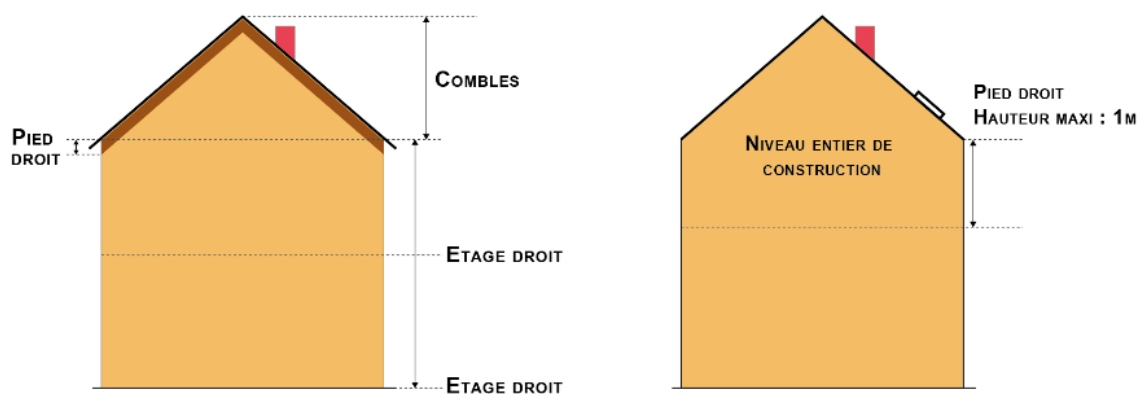 COMBLES
PIED
DROIT
ETAGE DROIT
ETAGE DROIT
PIED DROIT
HAUTEUR MAXI : 1M
NIVEAU ENTIER DE
CONSTRUCTION